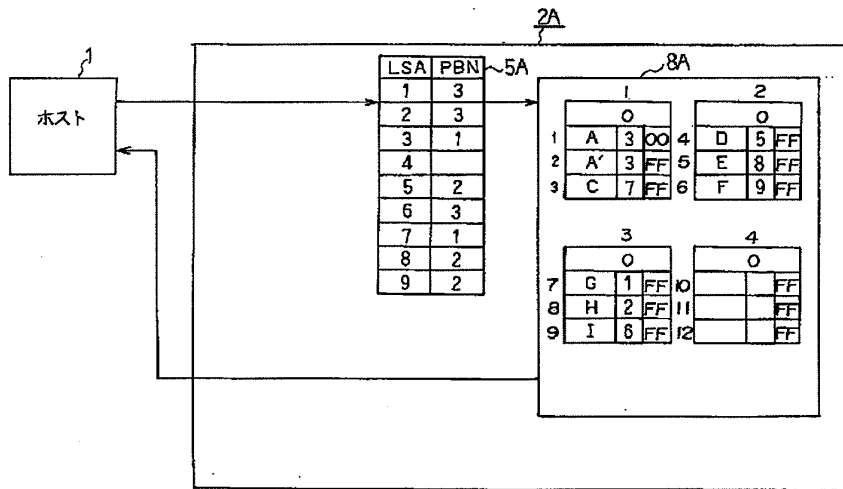 2A
1
ホスト
LSA PBN
5A
1 3
2 3
3 1
4
5 2
6 3
7 1
8 2
9 2
8A
1
0
1 A 3 00
2 A′ 3 FF
3 C 7 FF
2
0
4 D 5 FF
5 E 8 FF
6 F 9 FF
3
0
7 G 1 FF
8 H 2 FF
9 I 6 FF
4
0
10 FF
11 FF
12 FF